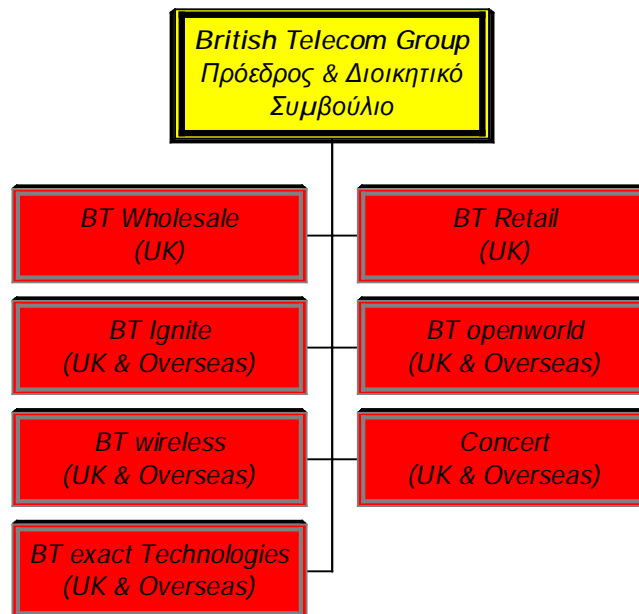 British Telecom Group
Πρόεδρος & Διοικητικό
Συμβούλιο
BT Wholesale
(UK)
BT Retail
(UK)
BT Ignite
(UK & Overseas)
BT openworld
(UK & Overseas)
BT wireless
(UK & Overseas)
Concert
(UK & Overseas)
BT exact Technologies
(UK & Overseas)